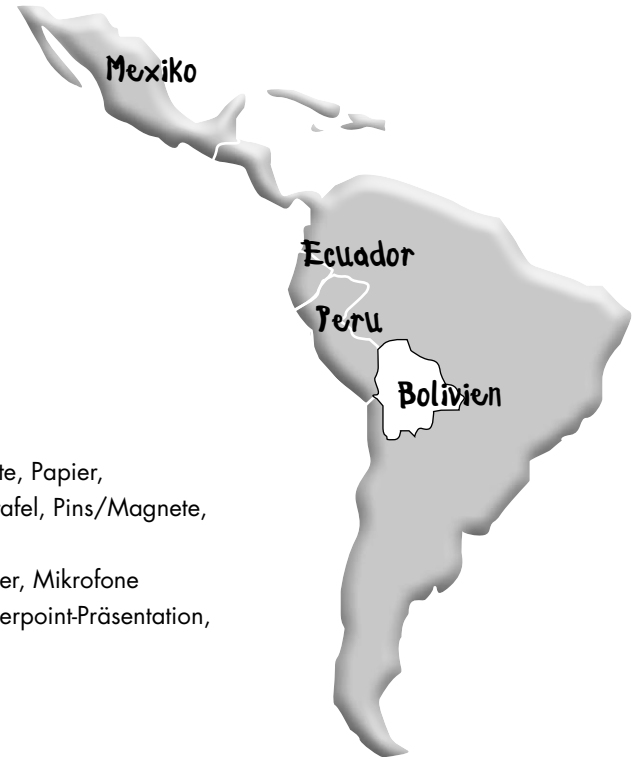 Mexiko
Ecuador
Peru
Bolivien
te, Papier,
afel, Pins/Magnete,
er, Mikrofone
erpoint-Präsentation,